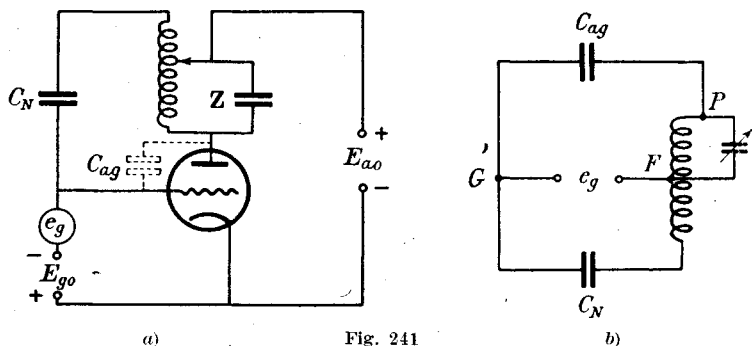 C_N
Z
C_ag
+
E_ao
−
e_g
−
E_go
+
C_ag
P
F
G
e_g
C_N
a)
Fig. 241
b)